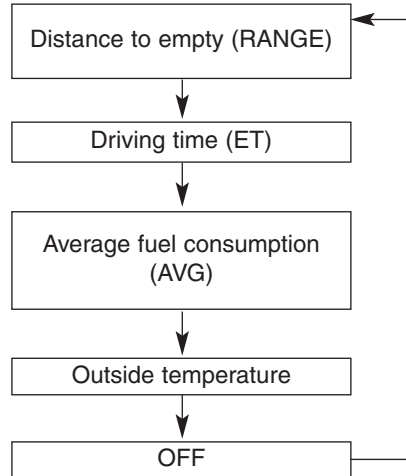 Distance to empty (RANGE)
Driving time (ET)
Average fuel consumption
(AVG)
Outside temperature
OFF